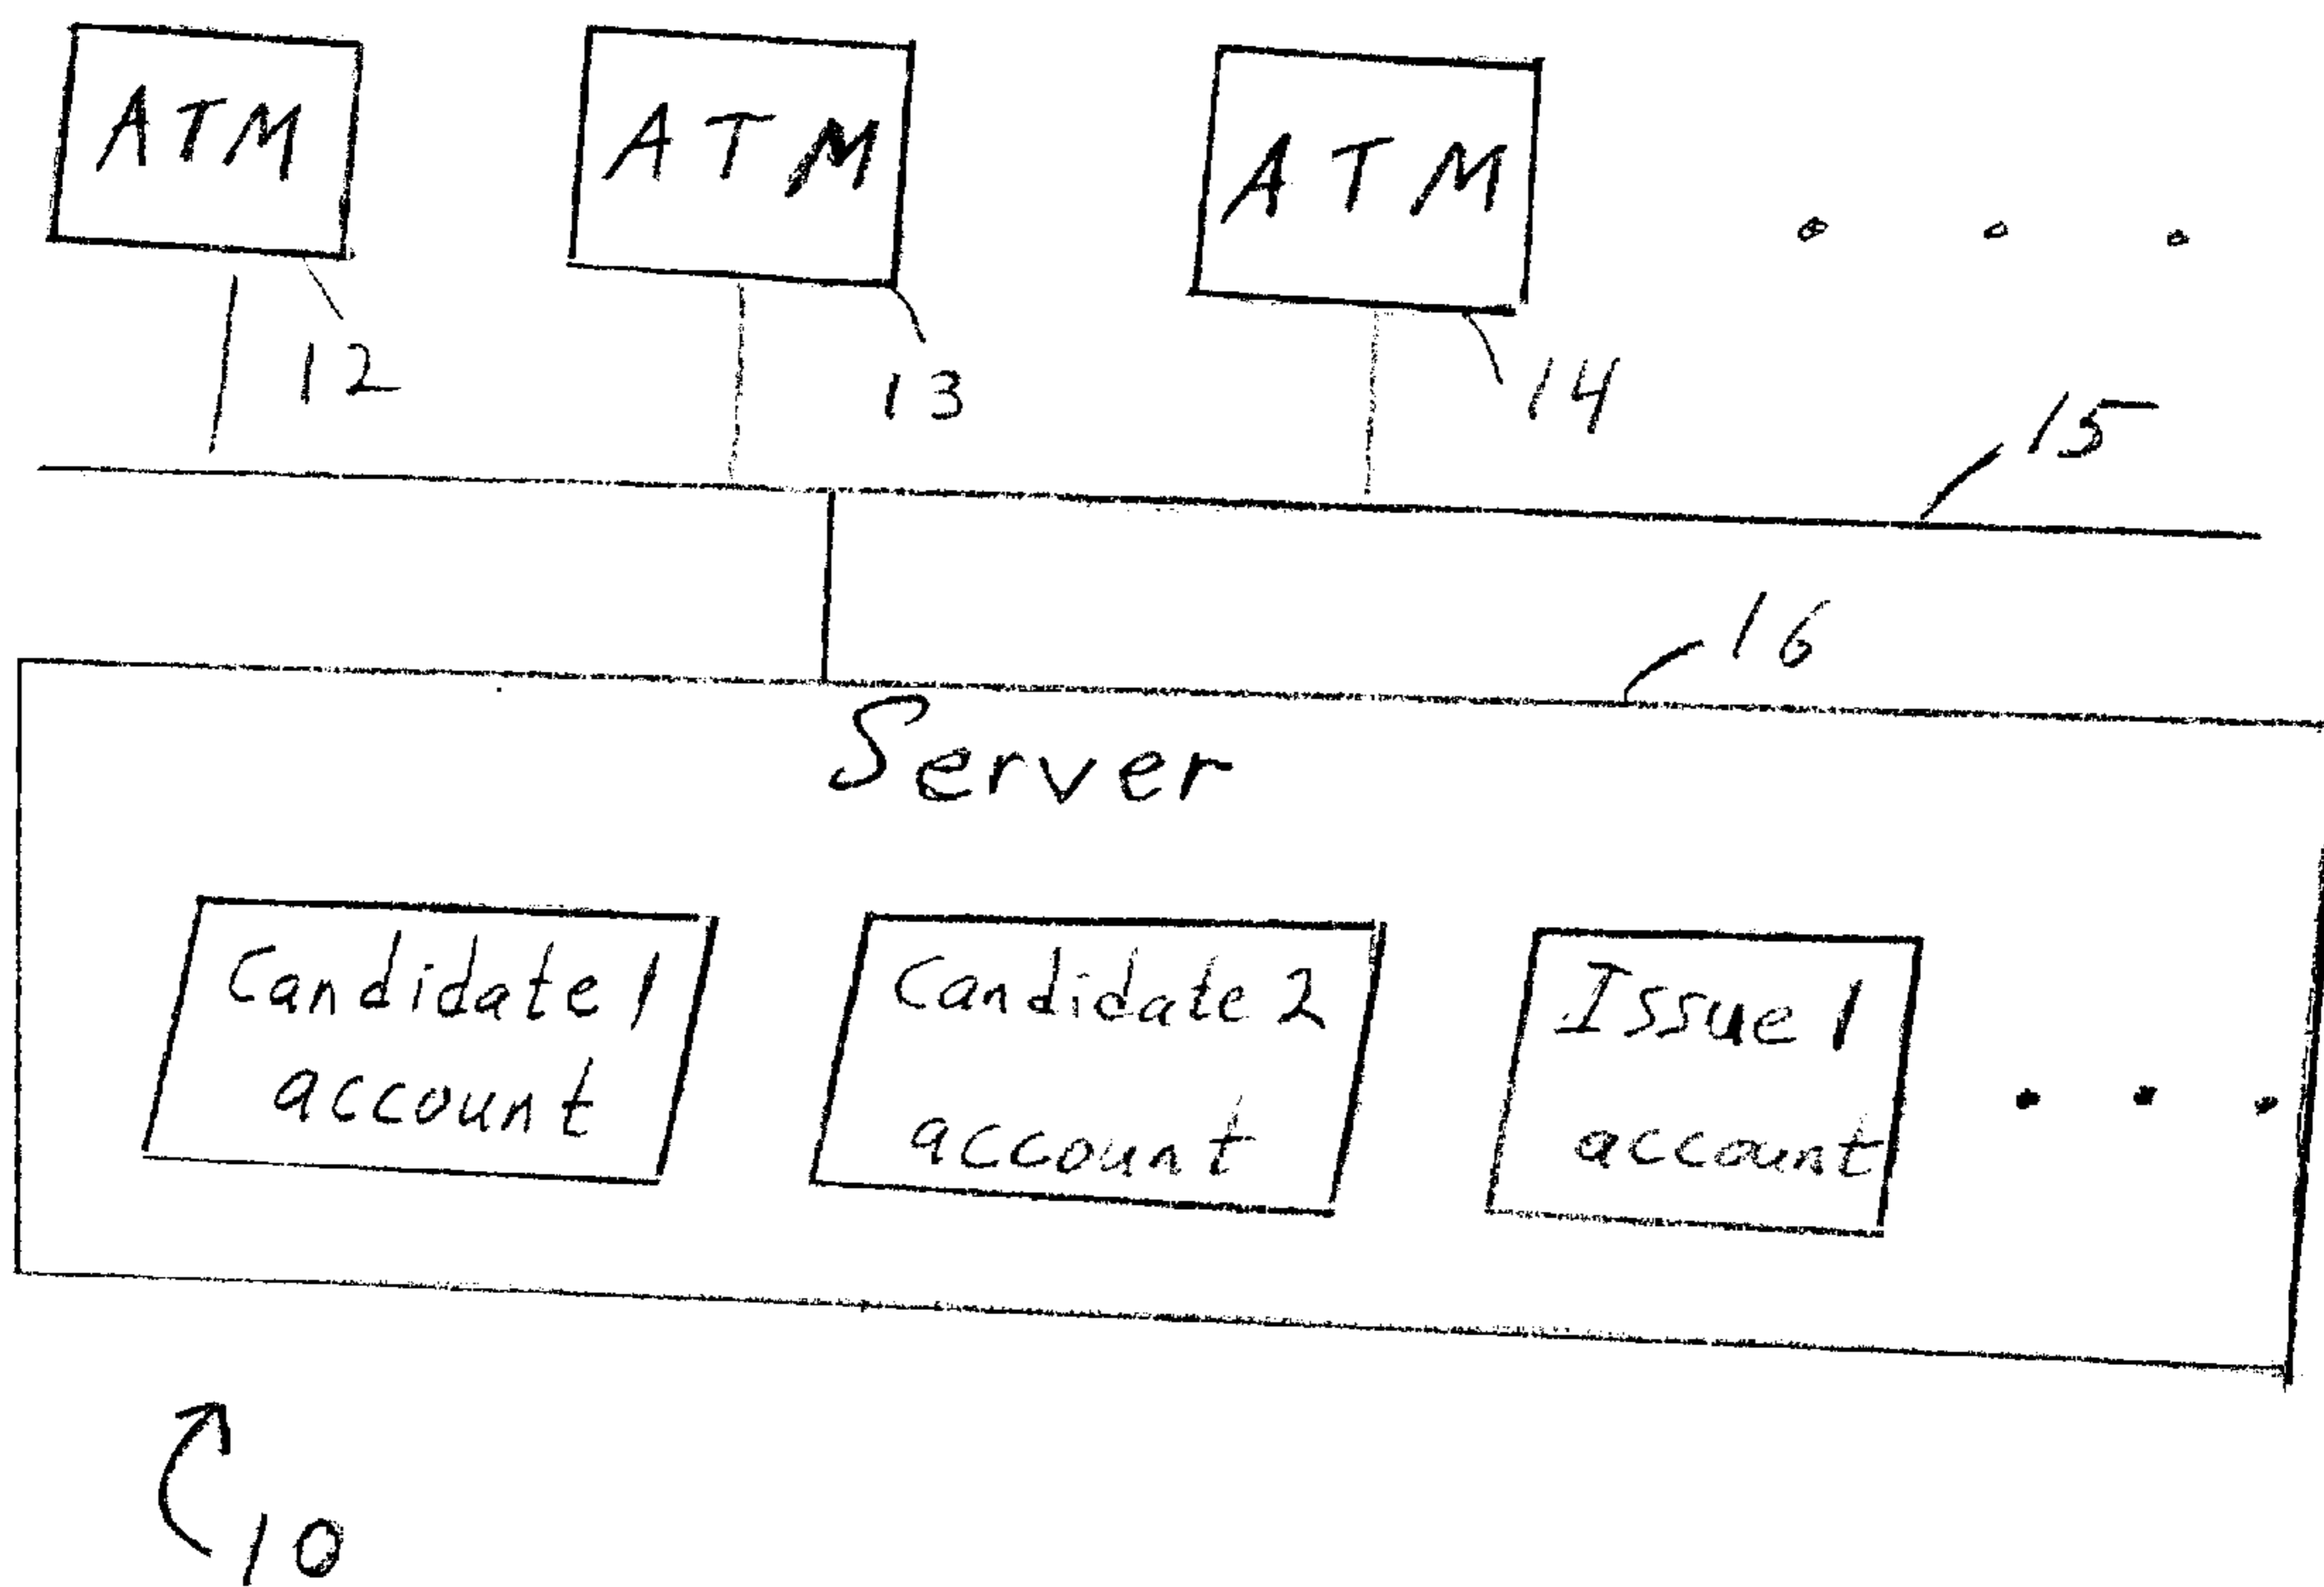 ATM
ATM
ATM
12
13
14
15
16
Server
Candidate 1
account
Candidate 2
account
Issue 1
account
10